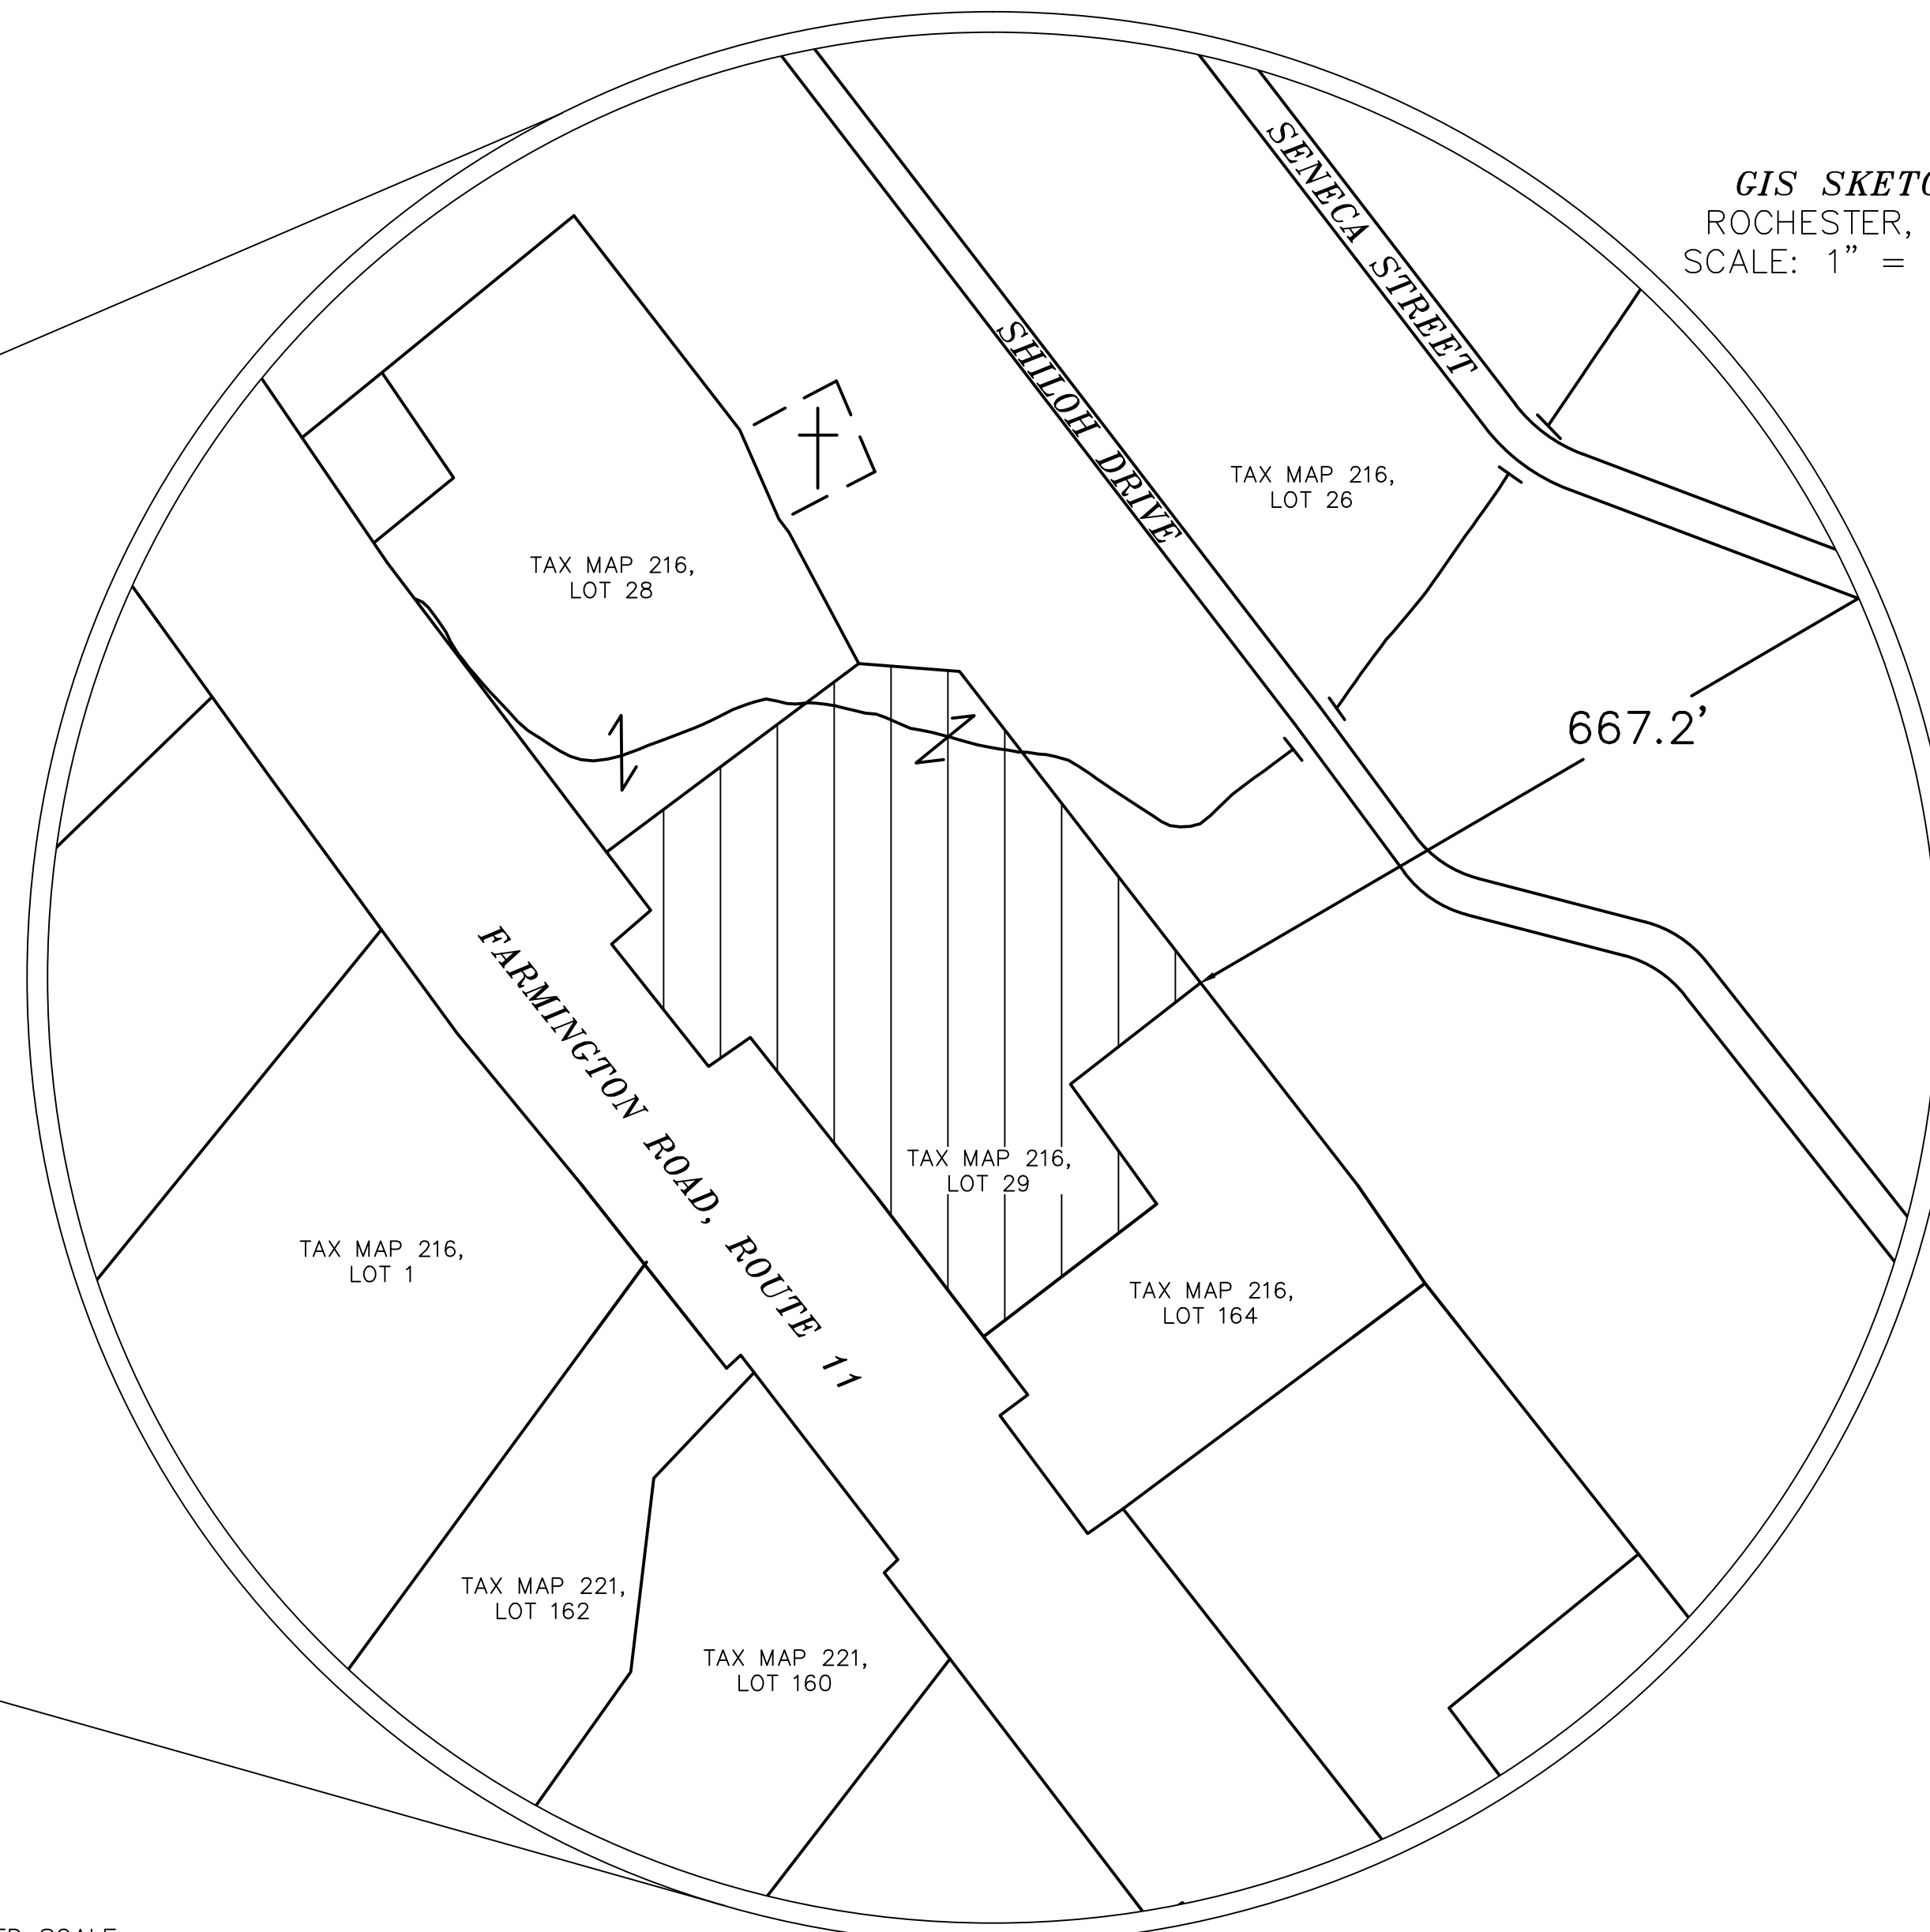 GIS SKETC
ROCHESTER,
SCALE: 1" =
SENECA STREET
SHILOH DRIVE
TAX MAP 216,
LOT 26
TAX MAP 216,
LOT 28
667.2'
FARMINGTON ROAD, ROUTE 11
TAX MAP 216,
LOT 29
TAX MAP 216,
LOT 1
TAX MAP 216,
LOT 164
TAX MAP 221,
LOT 162
TAX MAP 221,
LOT 160